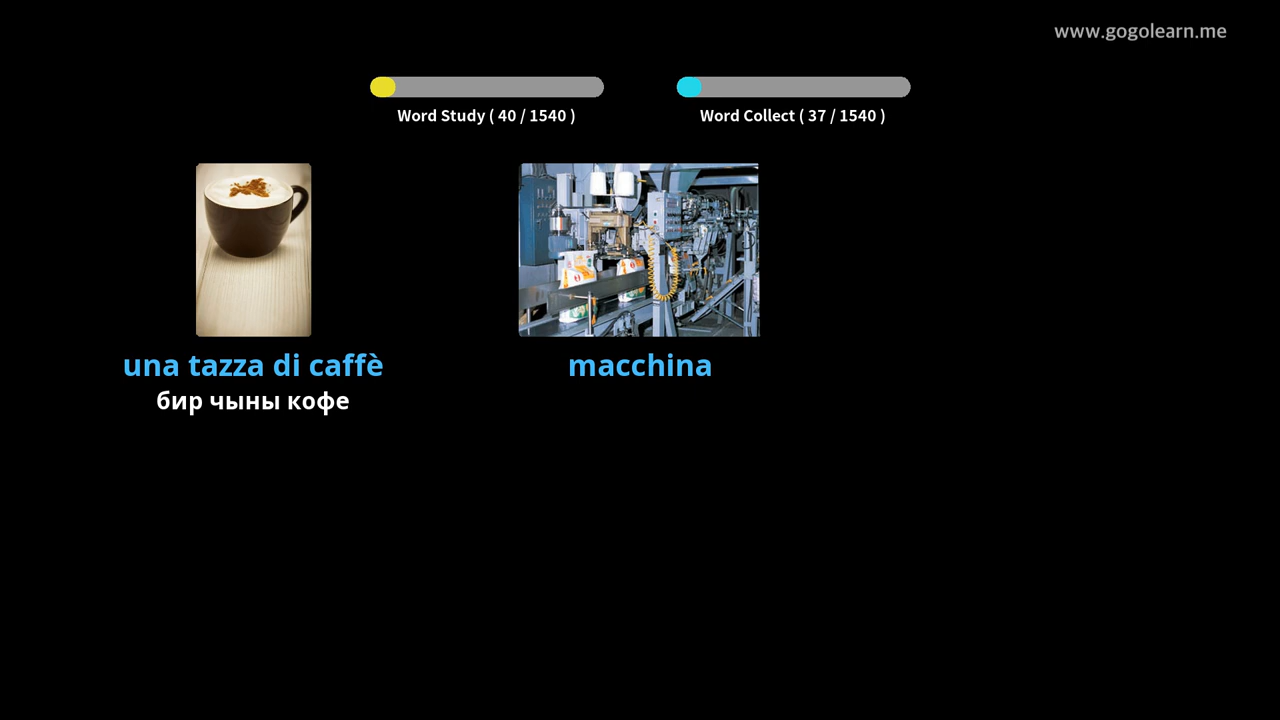 www.gogolearn.me
Word Study ( 40 / 1540 )
Word Collect ( 37 / 1540 )
una tazza di caffè
macchina
бир чыны кофе